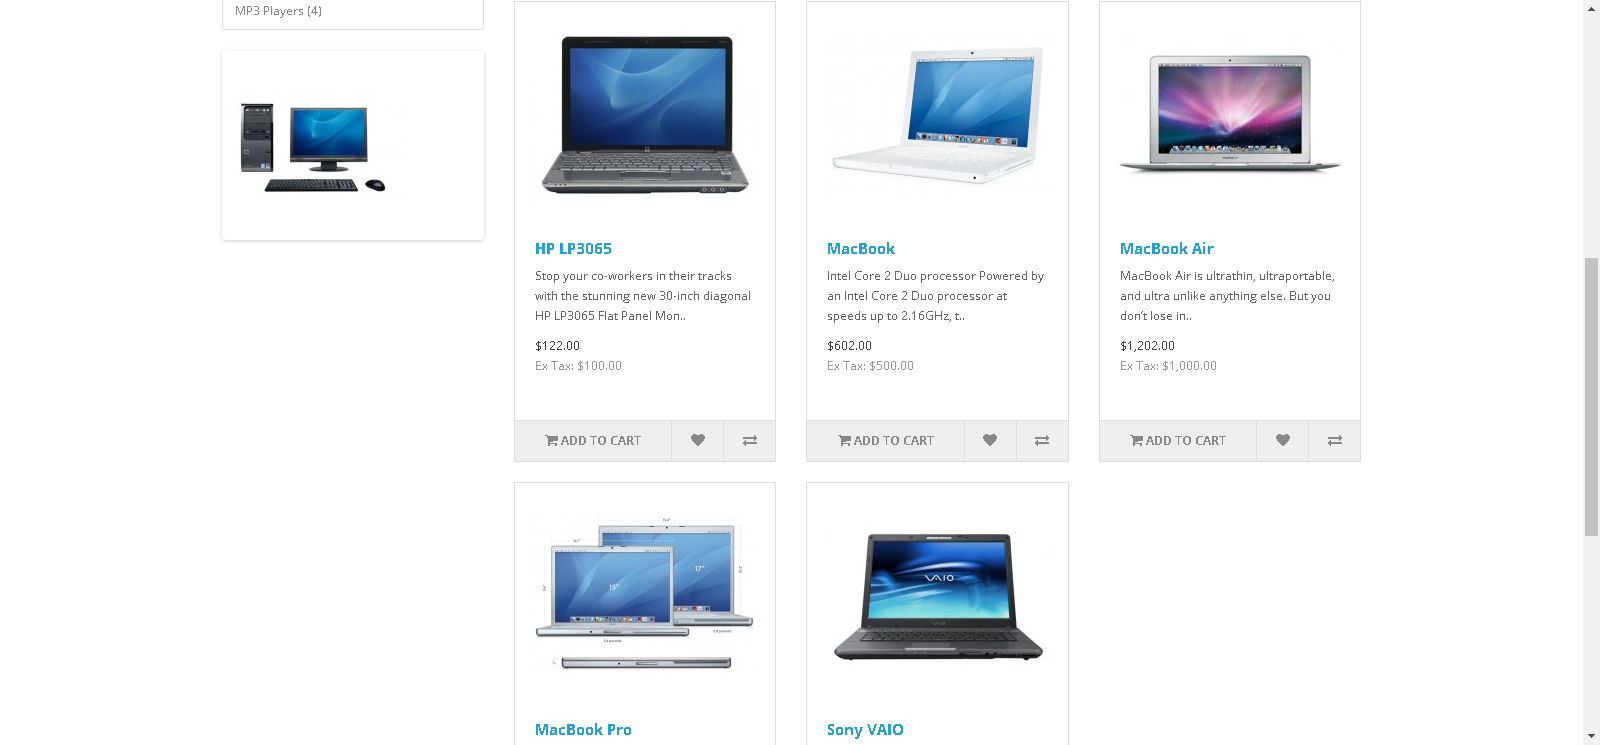 MP3 Players (4)
HP LP3065
Stop your co-workers in their tracks
with the stunning new 30-inch diagonal
HP LP3065 Flat Panel Mon..
$122.00
Ex Tax: $100.00
ADD TO CART
MacBook
Intel Core 2 Duo processor Powered by
an Intel Core 2 Duo processor at
speeds up to 2.16GHz, t..
$602.00
Ex Tax: $500.00
ADD TO CART
MacBook Air
MacBook Air is ultrathin, ultraportable,
and ultra unlike anything else. But you
don’t lose in..
$1,202.00
Ex Tax: $1,000.00
ADD TO CART
15"
17"
MacBook Pro
VAIO
VAIO
Sony VAIO